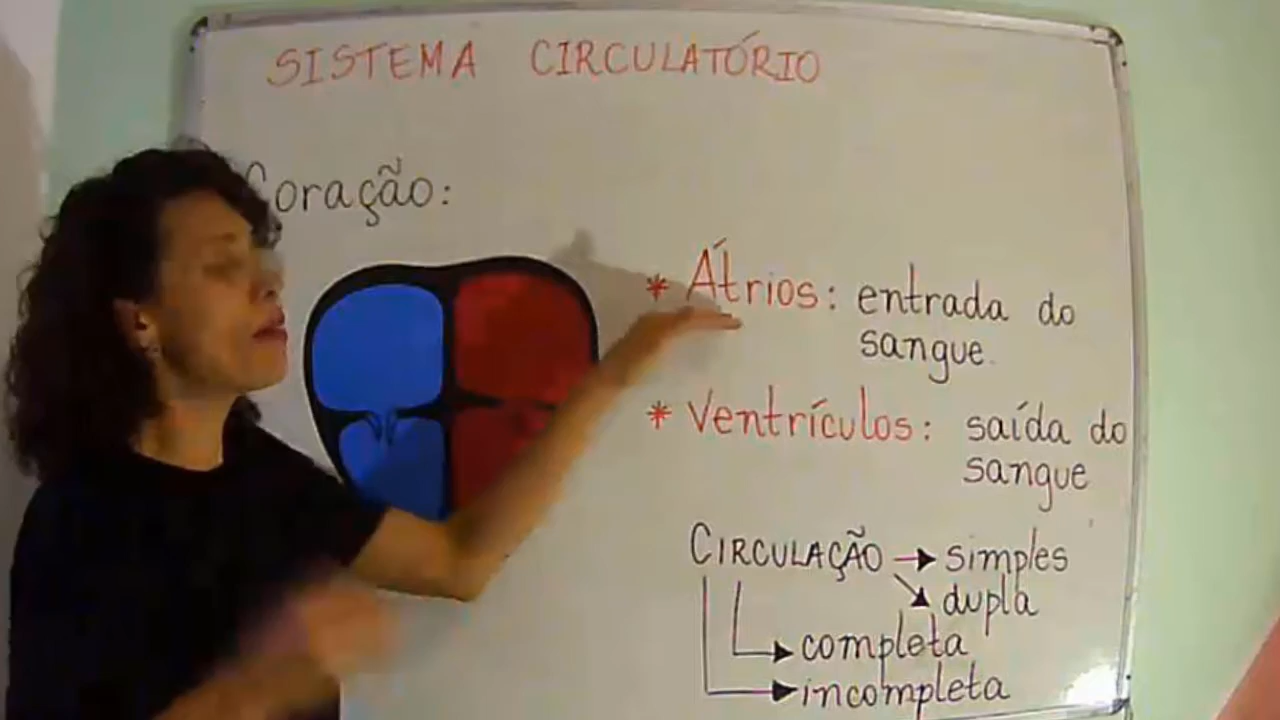 SISTEMA CIRCULATÓRIO
Coração:
* Átrios: entrada do
sangue
* Ventrículos: saída do
sangue
CIRCULAÇÃO → simples
dupla
completa
incompleta